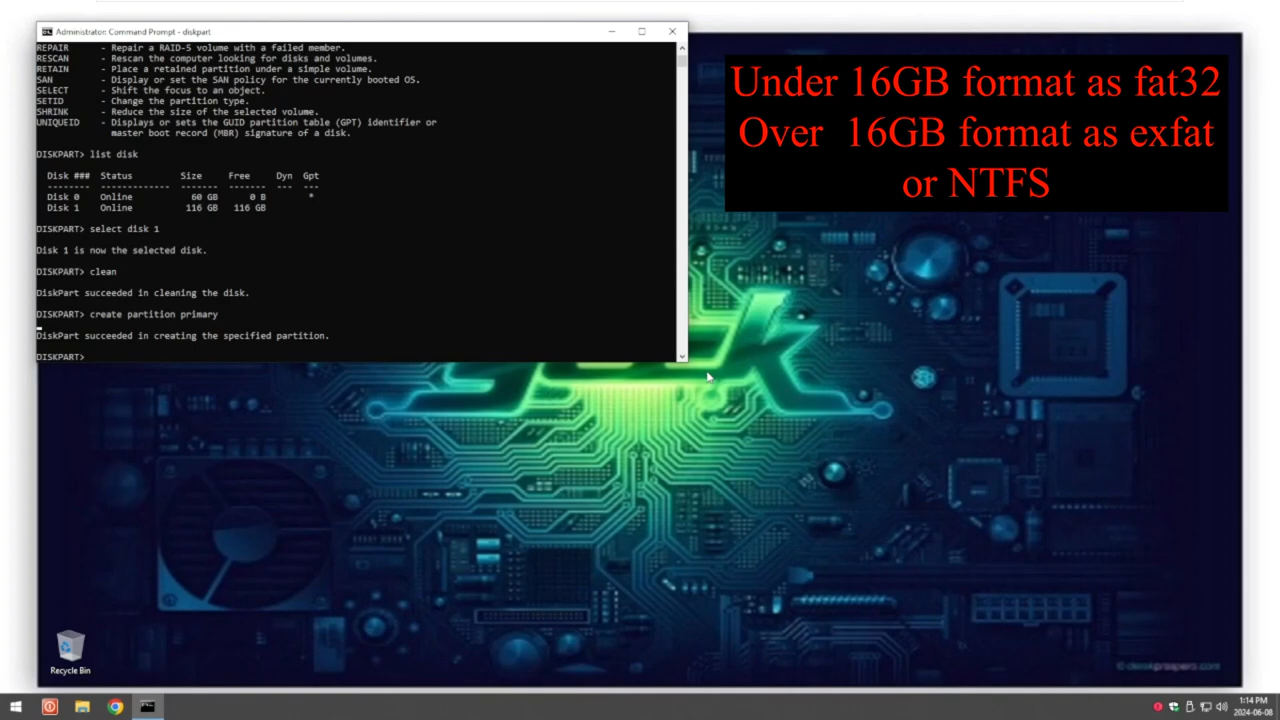 Administrator: Command Prompt - diskpart
REPAIR - Repair a RAID-5 volume with a failed member.
RESCAN - Rescan the computer looking for disks and volumes.
RETAIN - Place a retained partition under a simple volume.
SAN - Display or set the SAN policy for the currently booted OS.
SELECT - Shift the focus to an object.
SETID - Change the partition type.
SHRINK - Reduce the size of the selected volume.
UNIQUEID - Displays or sets the GUID partition table (GPT) identifier or
master boot record (MBR) signature of a disk.
DISKPART> list disk
Disk ### Status Size Free Dyn Gpt
-------- ------------- ------- ------- --- ---
Disk 0 Online 60 GB 0 B *
Disk 1 Online 116 GB 116 GB
DISKPART> select disk 1
Disk 1 is now the selected disk.
DISKPART> clean
DiskPart succeeded in cleaning the disk.
DISKPART> create partition primary
DiskPart succeeded in creating the specified partition.
DISKPART>
Under 16GB format as fat32
Over 16GB format as exfat
or NTFS
Recycle Bin
1:14 PM
2024-06-08